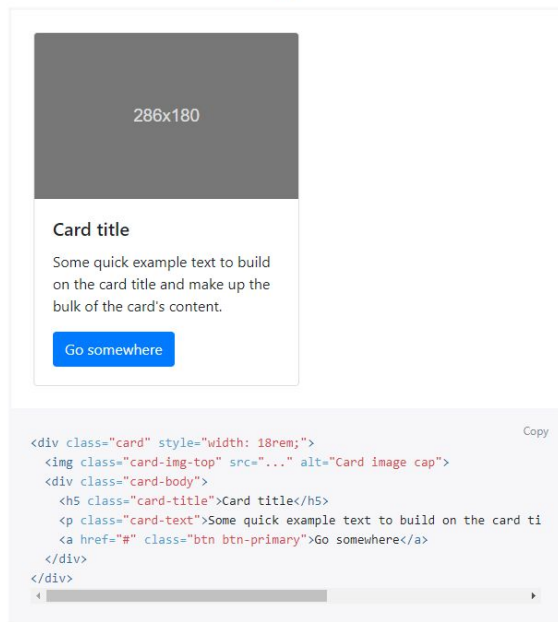 286x180
Card title
Some quick example text to build
on the card title and make up the
bulk of the card's content.
Go somewhere
Copy
<div class="card" style="width: 18rem;">
  <img class="card-img-top" src="..." alt="Card image cap">
  <div class="card-body">
    <h5 class="card-title">Card title</h5>
    <p class="card-text">Some quick example text to build on the card ti
    <a href="#" class="btn btn-primary">Go somewhere</a>
  </div>
</div>